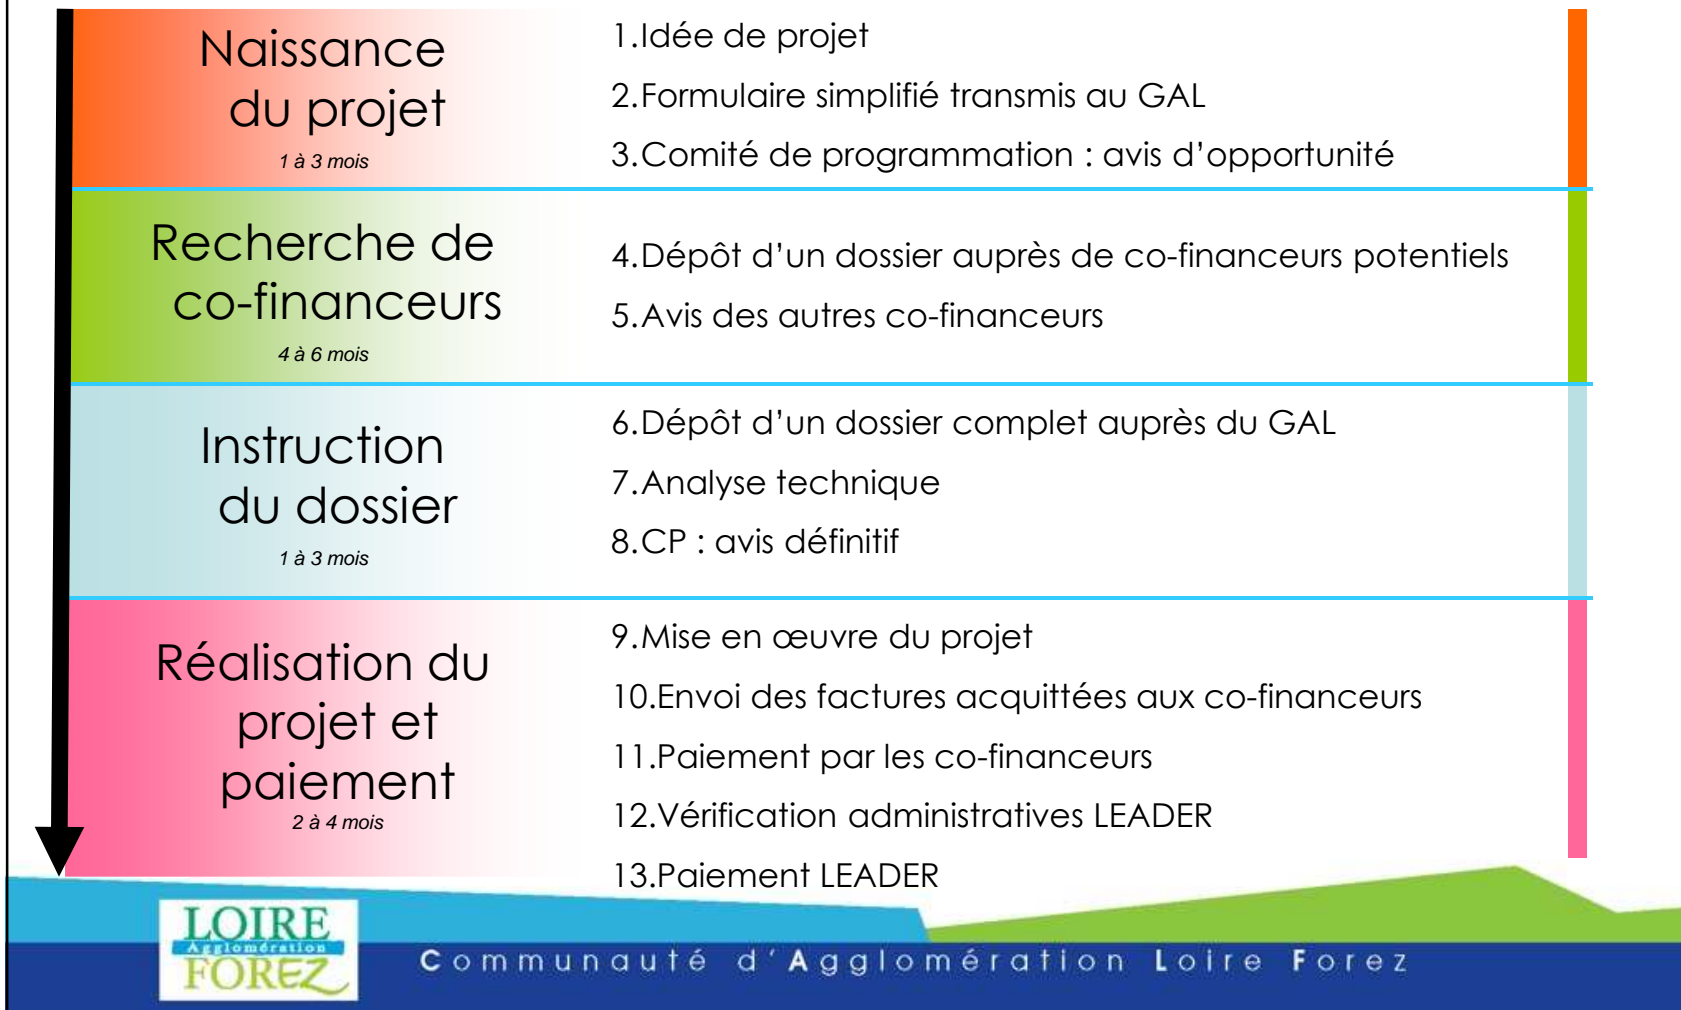 Naissance
du projet
1 à 3 mois
1.Idée de projet
2.Formulaire simplifié transmis au GAL
3.Comité de programmation : avis d’opportunité
Recherche de
co-financeurs
4 à 6 mois
4.Dépôt d’un dossier auprès de co-financeurs potentiels
5.Avis des autres co-financeurs
Instruction
du dossier
1 à 3 mois
6.Dépôt d’un dossier complet auprès du GAL
7.Analyse technique
8.CP : avis définitif
Réalisation du
projet et
paiement
2 à 4 mois
9.Mise en œuvre du projet
10.Envoi des factures acquittées aux co-financeurs
11.Paiement par les co-financeurs
12.Vérification administratives LEADER
13.Paiement LEADER
LOIRE
Agglomération
FOREZ
Communauté d’Agglomération Loire Forez